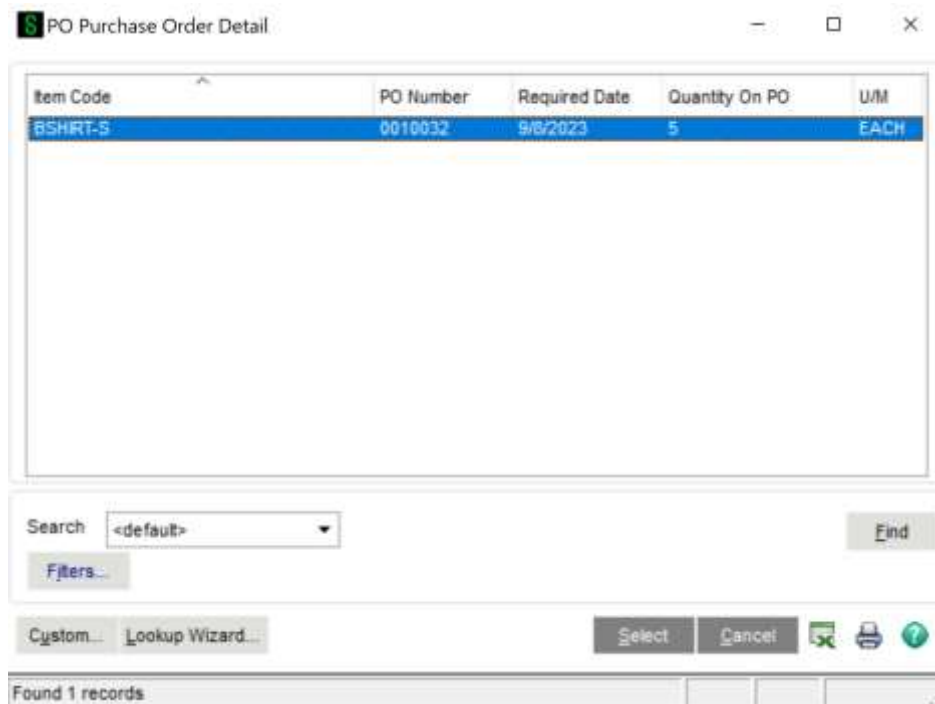 S PO Purchase Order Detail
Item Code PO Number Required Date Quantity On PO U/M
BSHIRT-S 0010032 9/8/2023 5 EACH
Search <default> Find
Filters...
Custom... Lookup Wizard... Select Cancel ?
Found 1 records